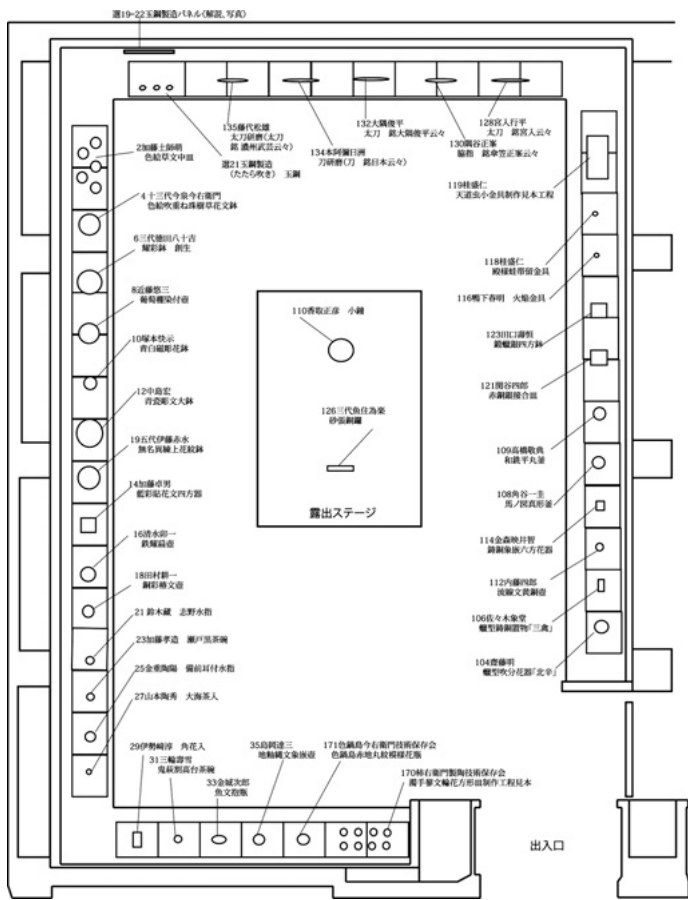 選19-22玉鋼製造パネル(解説、写真)
135藤代松雄
太刀研磨(太刀
銘 濃州武芸云々)
選21玉鋼製造
(たたら吹き) 玉鋼
134本阿彌日洲
刀研磨(刀 銘日本云々)
132大隅俊平
太刀 銘大隅俊平云々
130隅谷正峯
脇指 銘傘笠正峯云々
128宮入行平
太刀 銘宮入云々
2加藤土師萌
色絵草文中皿
4十三代今泉今右衛門
色絵吹重ね珠樹草花文鉢
6三代徳田八十吉
耀彩鉢 創生
8近藤悠三
葡萄棚染付壺
10塚本快示
青白磁彫花鉢
12中島宏
青瓷彫文大鉢
19五代伊藤赤水
無名異練上花紋鉢
14加藤卓男
藍彩貼花文四方器
16清水卯一
鉄耀扁壺
18田村耕一
銅彩椿文壺
21 鈴木蔵 志野水指
23加藤孝造 瀬戸黒茶碗
25金重陶陽 備前耳付水指
27山本陶秀 大海茶入
29伊勢﨑淳 角花入
31三輪壽雪
鬼萩割高台茶碗
33金城次郎
魚文抱瓶
35島岡達三
地釉縄文象嵌壺
171色鍋島今右衛門技術保存会
色鍋島赤地丸紋模様花瓶
170柿右衛門製陶技術保存会
濁手蓼文輪花方形皿制作工程見本
110香取正彦 小鐘
126三代魚住為楽
砂張銅鑼
露出ステージ
119桂盛仁
天道虫小金具制作見本工程
118桂盛仁
殿様蛙帯留金具
116鴨下春明 火焔金具
123田口壽恒
鍛蠟銀四方鉢
121関谷四郎
赤銅銀接合皿
109高橋敬典
和銑平丸釜
108角谷一圭
馬ノ図真形釜
114金森映井智
鋳銅象嵌六方花器
112内藤四郎
流線文黄銅壺
106佐々木象堂
蠟型鋳銅置物「三禽」
104齋藤明
蠟型吹分花器「北辛」
出入口